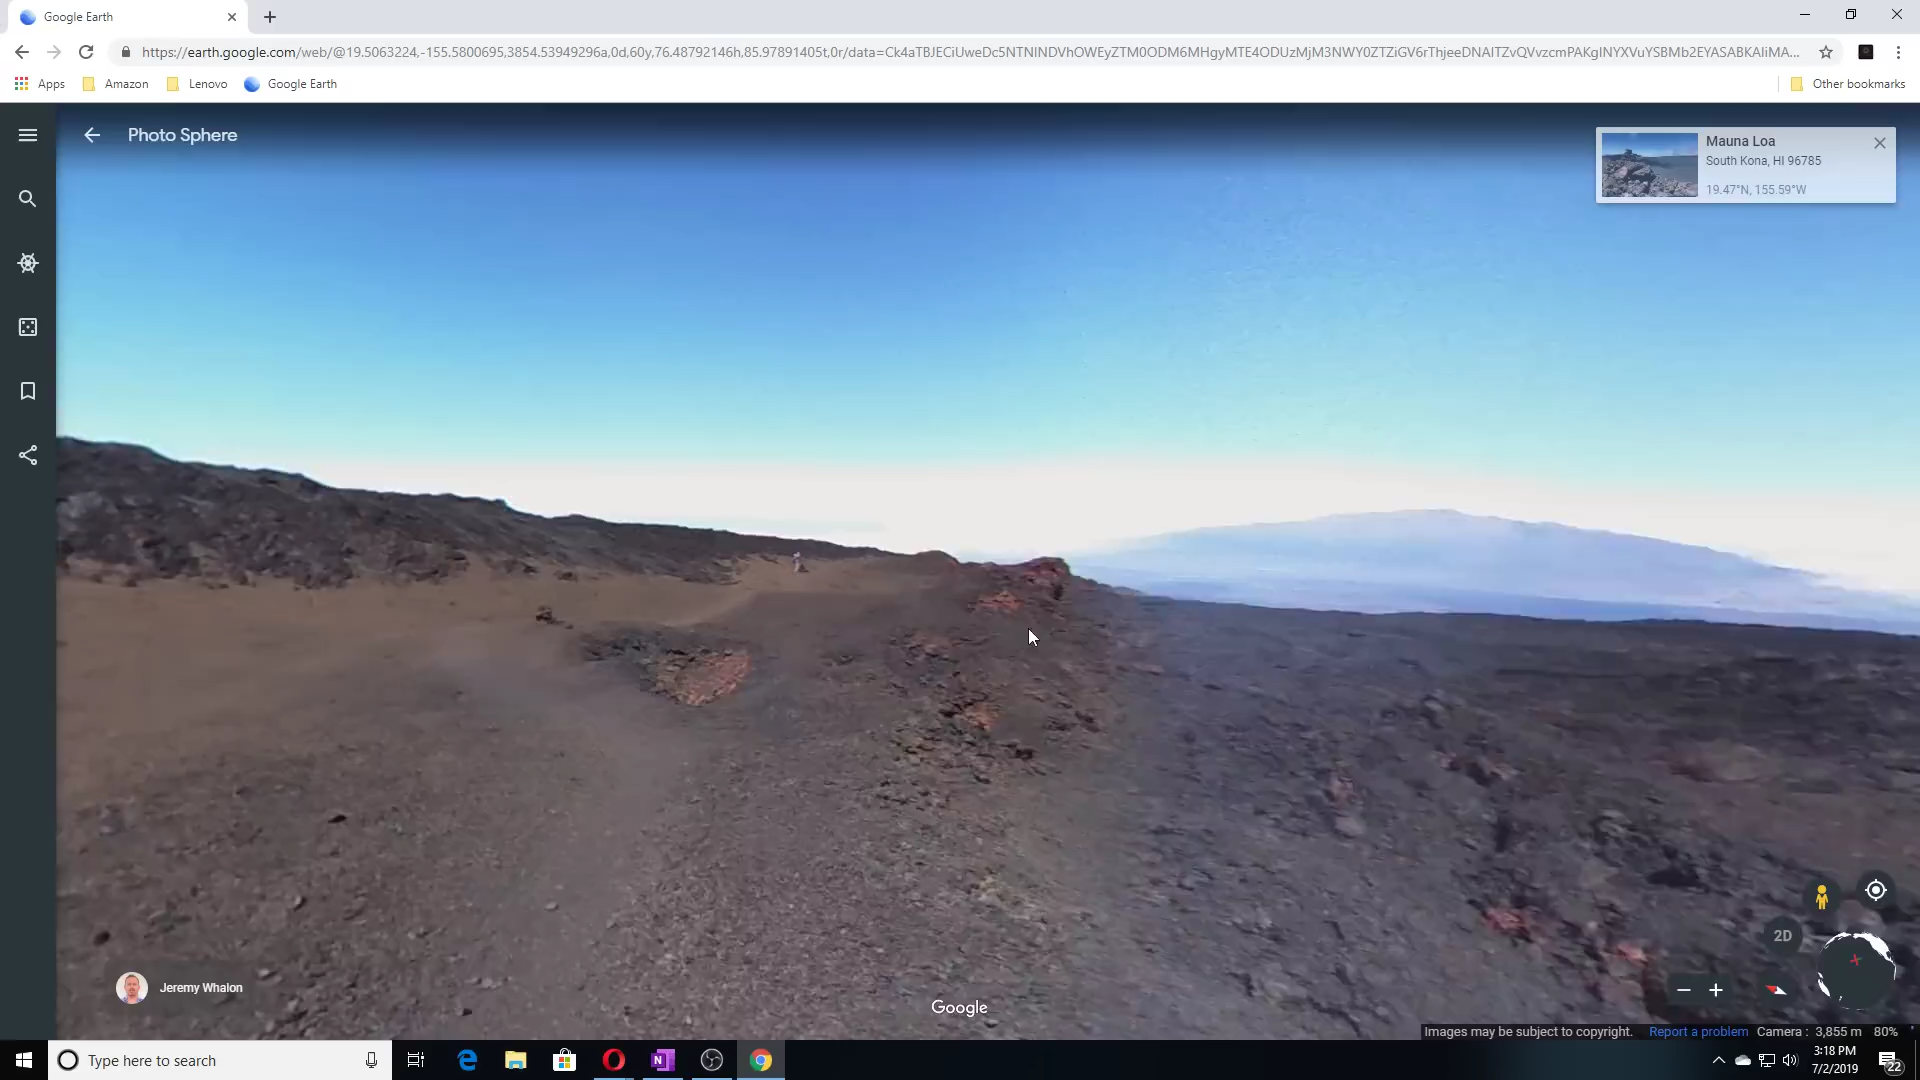 Google Earth
https://earth.google.com/web/@19.5063224,-155.5800695,3854.53949296a,0d,60y,76.48792146h,85.97891405t,0r/data=
Apps Amazon Lenovo Google Earth Other bookmarks
Photo Sphere
Mauna Loa
South Kona, HI 96785
19.47°N, 155.59°W
2D
Jeremy Whalon
Google
Images may be subject to copyright. Report a problem Camera : 3,855 m 80%
Type here to search
N
3:18 PM
7/2/2019
22